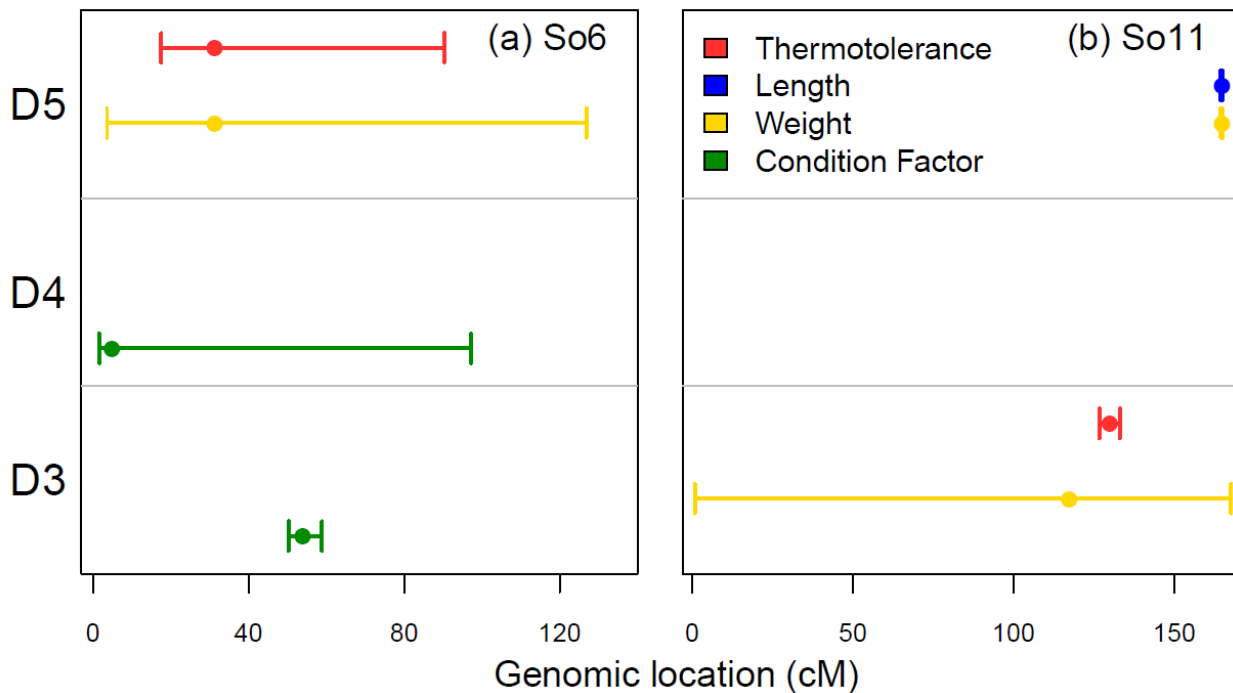 (a) So6
(b) So11
Thermotolerance
Length
Weight
Condition Factor
D5
D4
D3
0 40 80 120
0 50 100 150
Genomic location (cM)